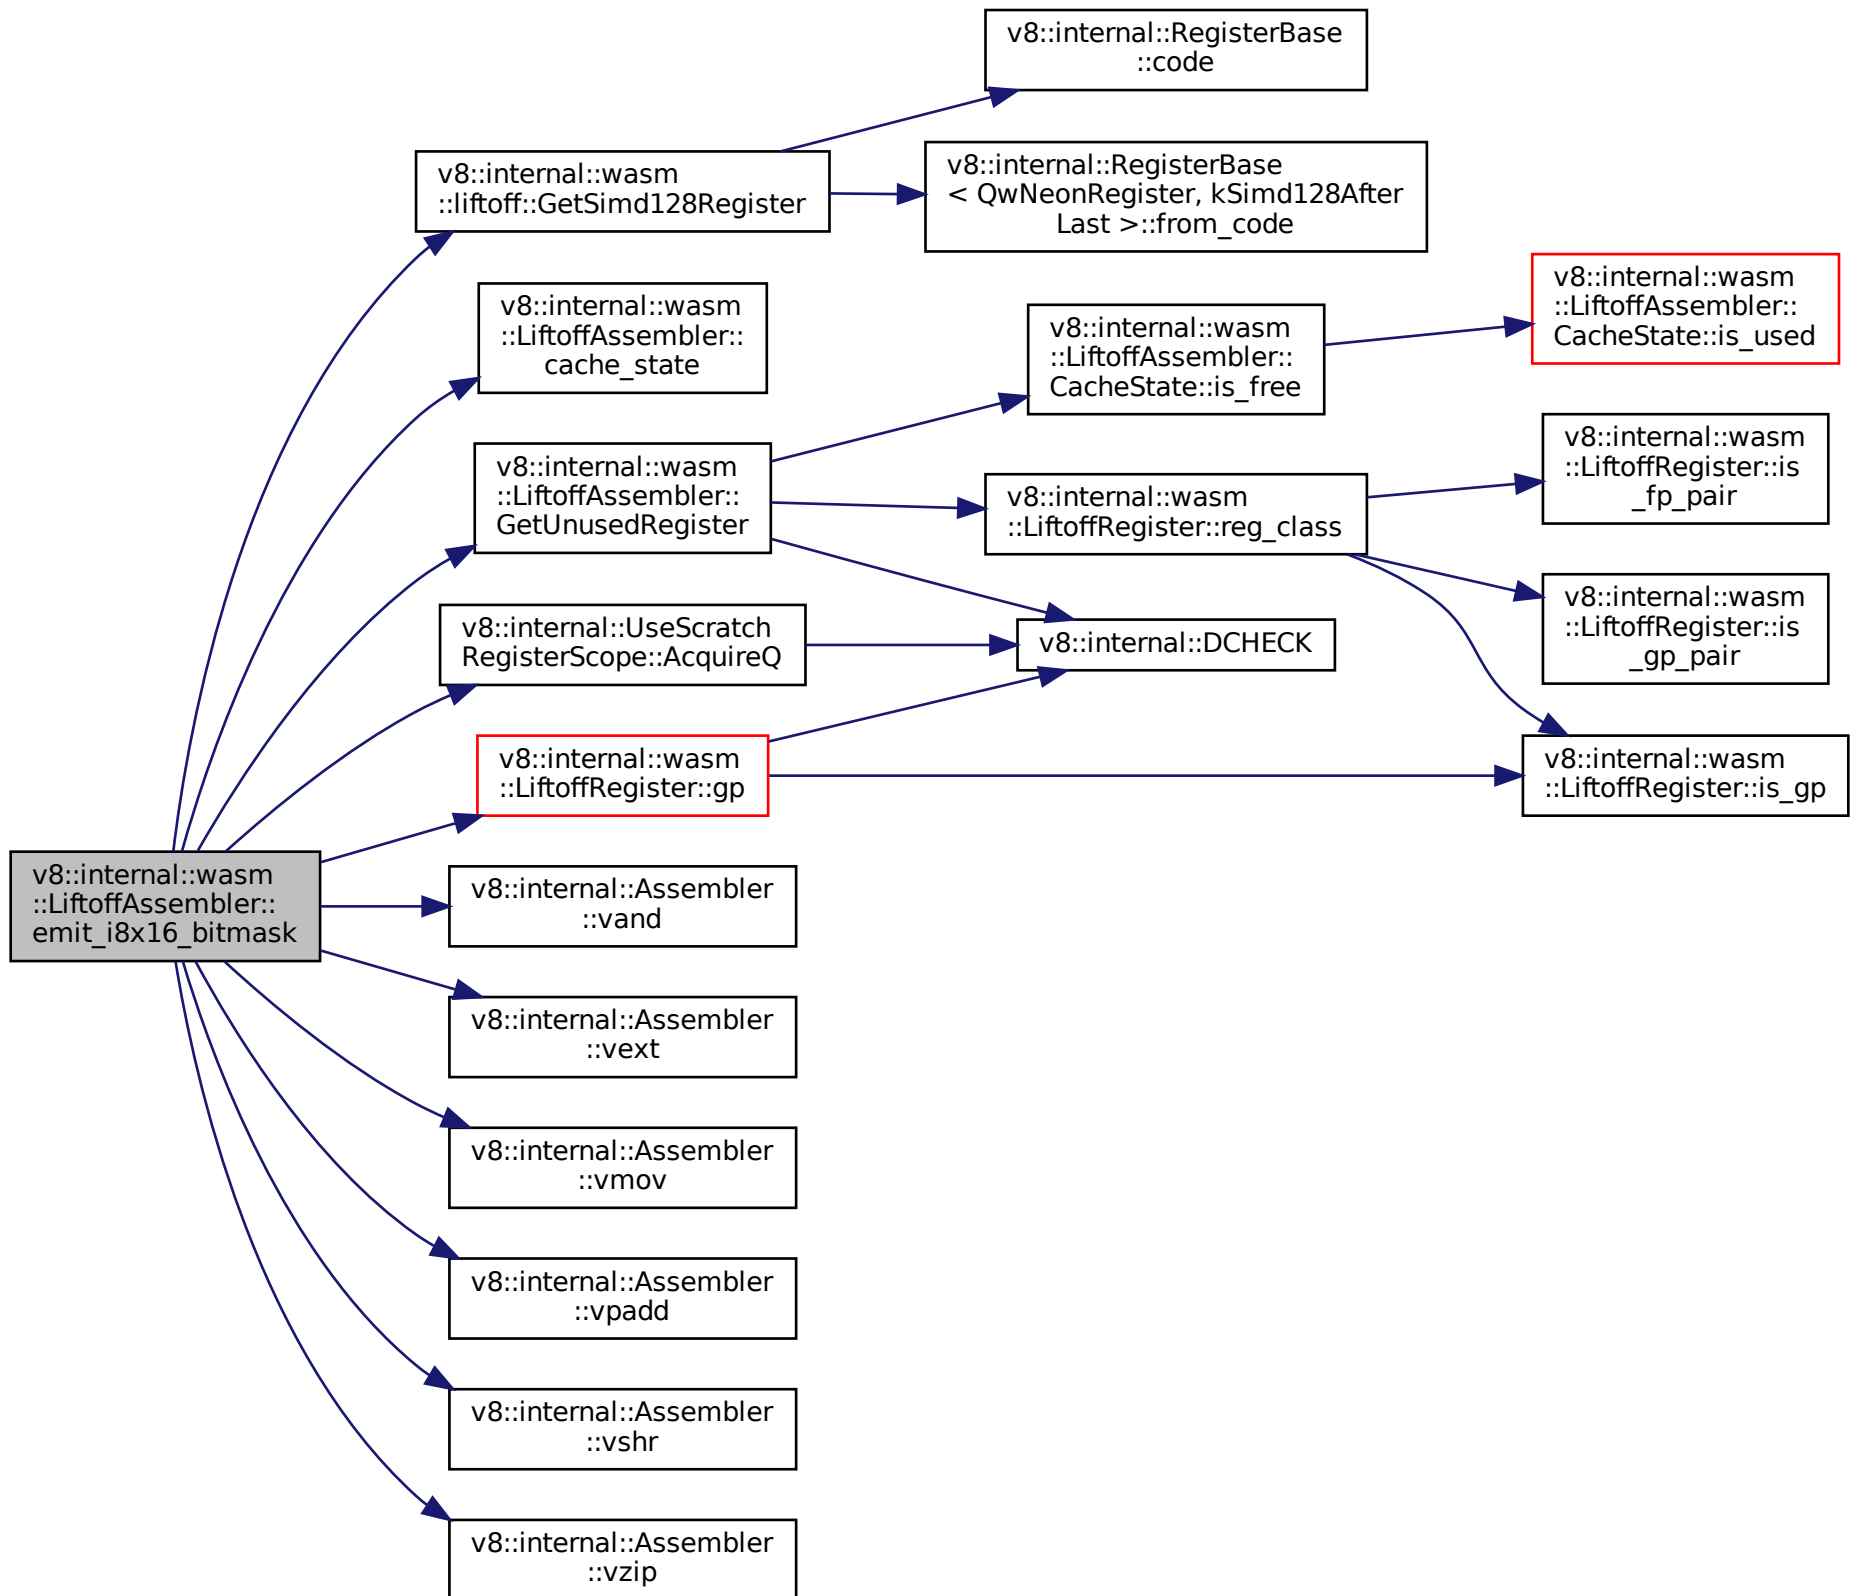 v8::internal::RegisterBase
::code
v8::internal::wasm
::liftoff::GetSimd128Register
v8::internal::RegisterBase
< QwNeonRegister, kSimd128After
Last >::from_code
v8::internal::wasm
::LiftoffAssembler::
cache_state
v8::internal::wasm
::LiftoffAssembler::
CacheState::is_free
v8::internal::wasm
::LiftoffAssembler::
CacheState::is_used
v8::internal::wasm
::LiftoffAssembler::
GetUnusedRegister
v8::internal::wasm
::LiftoffRegister::reg_class
v8::internal::wasm
::LiftoffRegister::is
_fp_pair
v8::internal::wasm
::LiftoffRegister::is
_gp_pair
v8::internal::UseScratch
RegisterScope::AcquireQ
v8::internal::DCHECK
v8::internal::wasm
::LiftoffRegister::gp
v8::internal::wasm
::LiftoffRegister::is_gp
v8::internal::wasm
::LiftoffAssembler::
emit_i8x16_bitmask
v8::internal::Assembler
::vand
v8::internal::Assembler
::vext
v8::internal::Assembler
::vmov
v8::internal::Assembler
::vpadd
v8::internal::Assembler
::vshr
v8::internal::Assembler
::vzip